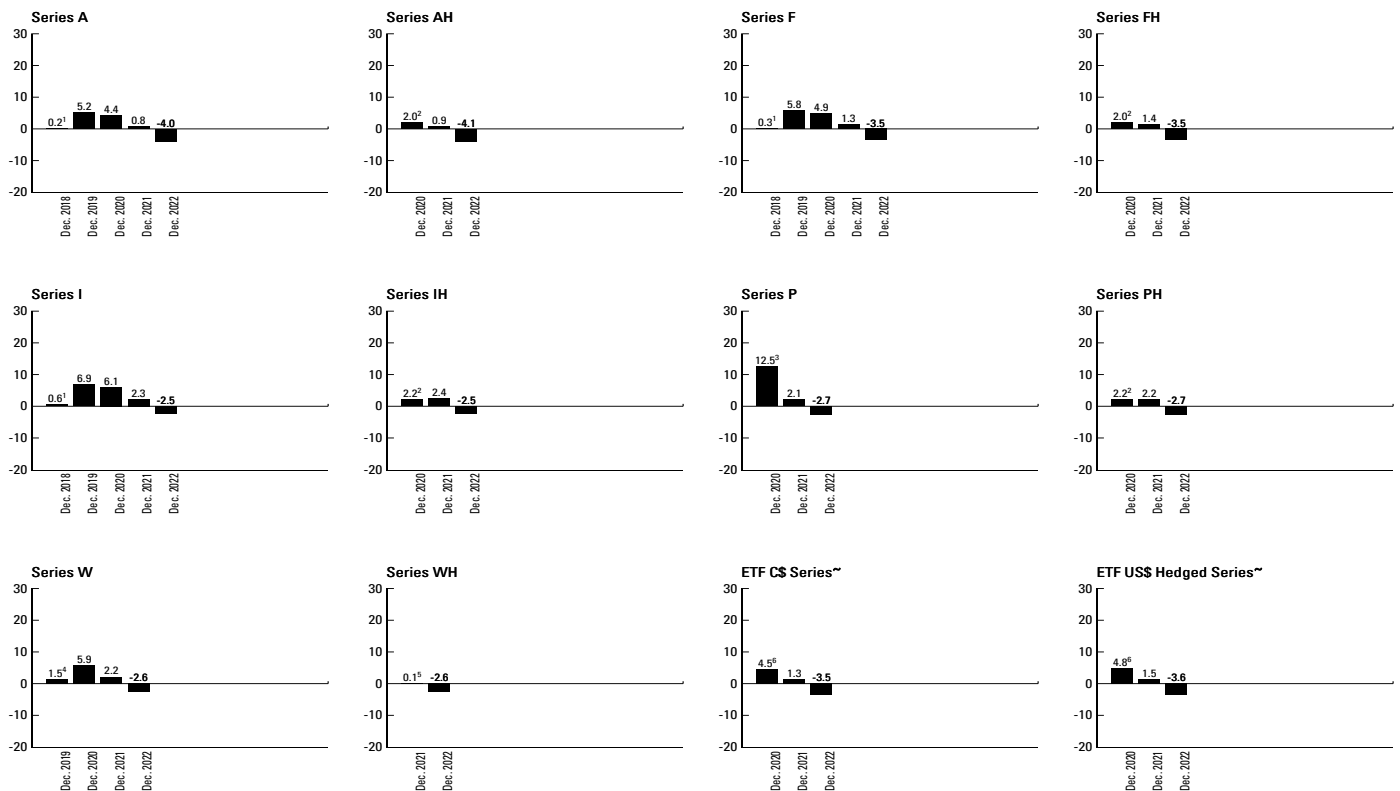 Series A
30
20
10
0
-10
-20
0.2¹
5.2
4.4
0.8
-4.0
Dec. 2018
Dec. 2019
Dec. 2020
Dec. 2021
Dec. 2022
Series AH
30
20
10
0
-10
-20
2.0²
0.9
-4.1
Dec. 2020
Dec. 2021
Dec. 2022
Series F
30
20
10
0
-10
-20
0.3¹
5.8
4.9
1.3
-3.5
Dec. 2018
Dec. 2019
Dec. 2020
Dec. 2021
Dec. 2022
Series FH
30
20
10
0
-10
-20
2.0²
1.4
-3.5
Dec. 2020
Dec. 2021
Dec. 2022
Series I
30
20
10
0
-10
-20
0.6¹
6.9
6.1
2.3
-2.5
Dec. 2018
Dec. 2019
Dec. 2020
Dec. 2021
Dec. 2022
Series IH
30
20
10
0
-10
-20
2.2²
2.4
-2.5
Dec. 2020
Dec. 2021
Dec. 2022
Series P
30
20
10
0
-10
-20
12.5³
2.1
-2.7
Dec. 2020
Dec. 2021
Dec. 2022
Series PH
30
20
10
0
-10
-20
2.2²
2.2
-2.7
Dec. 2020
Dec. 2021
Dec. 2022
Series W
30
20
10
0
-10
-20
1.5⁴
5.9
2.2
-2.6
Dec. 2019
Dec. 2020
Dec. 2021
Dec. 2022
Series WH
30
20
10
0
-10
-20
0.1⁵
-2.6
Dec. 2021
Dec. 2022
ETF C$ Series~
30
20
10
0
-10
-20
4.5⁶
1.3
-3.5
Dec. 2020
Dec. 2021
Dec. 2022
ETF US$ Hedged Series~
30
20
10
0
-10
-20
4.8⁶
1.5
-3.6
Dec. 2020
Dec. 2021
Dec. 2022